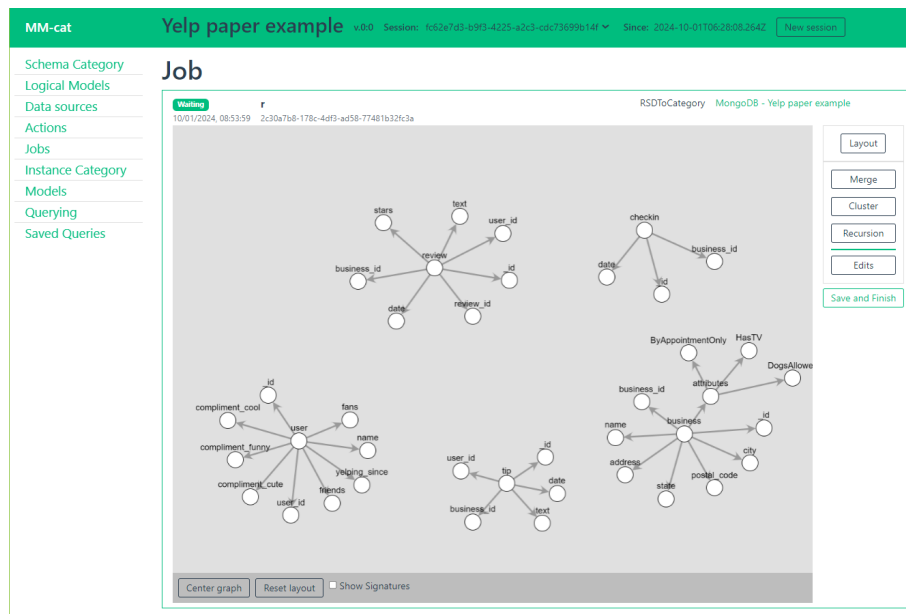 MM-cat
Yelp paper example v.0:0 Session: fc62e7d3-b9f3-4225-a2c3-cdc73699b14f Since: 2024-10-01T06:28:08.264Z New session
Schema Category
Logical Models
Data sources
Actions
Jobs
Instance Category
Models
Querying
Saved Queries
Job
Waiting r RSDToCategory MongoDB - Yelp paper example
10/01/2024, 08:53:59 2c30a7b8-178c-4df3-ad58-77481b32fc3a
Layout
Merge
Cluster
Recursion
Edits
Save and Finish
stars
text
user_id
review
business_id
_id
date
review_id
checkin
business_id
date
_id
ByAppointmentOnly
HasTV
DogsAllowe
attributes
business_id
_id
name
business
city
address
postal_code
state
_id
compliment_cool
fans
user
name
compliment_funny
yelping_since
compliment_cute
friends
user_id
_id
user_id
tip
date
business_id
text
Center graph Reset layout Show Signatures